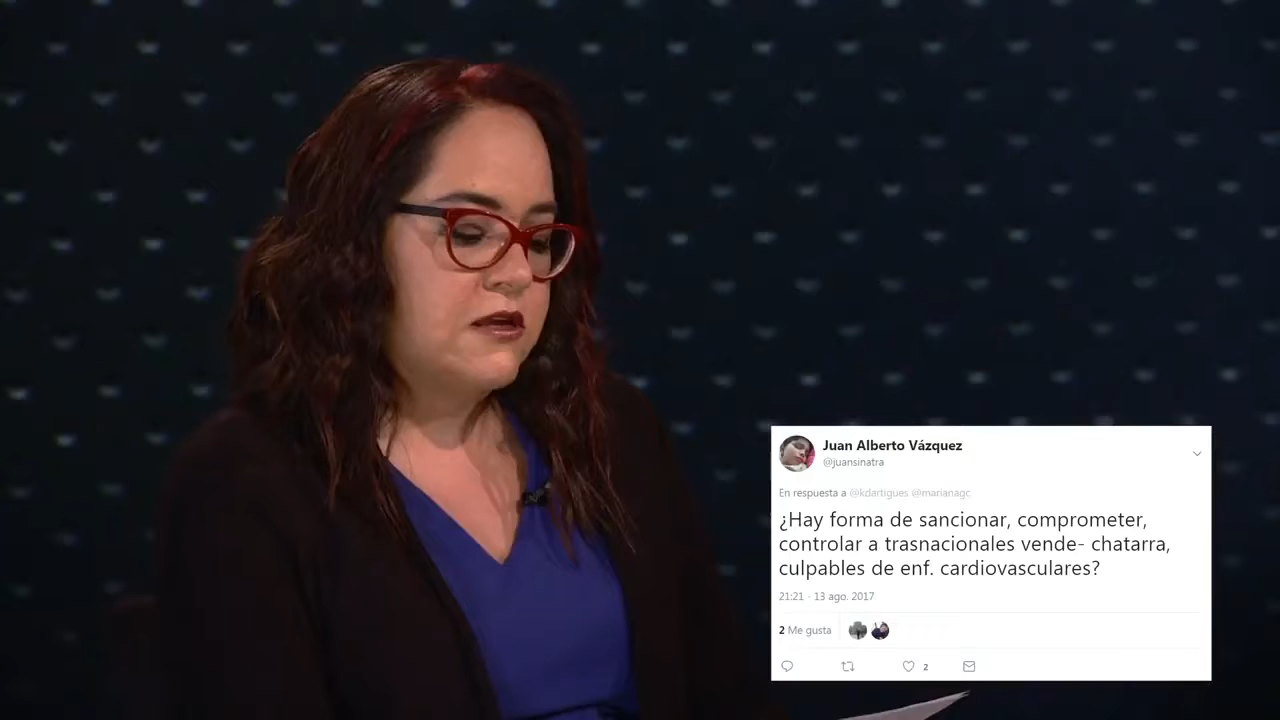 Juan Alberto Vázquez
@juansinatra
En respuesta a @kdartigues @marianagc
¿Hay forma de sancionar, comprometer,
controlar a trasnacionales vende- chatarra,
culpables de enf. cardiovasculares?
21:21 · 13 ago. 2017
2 Me gusta
2